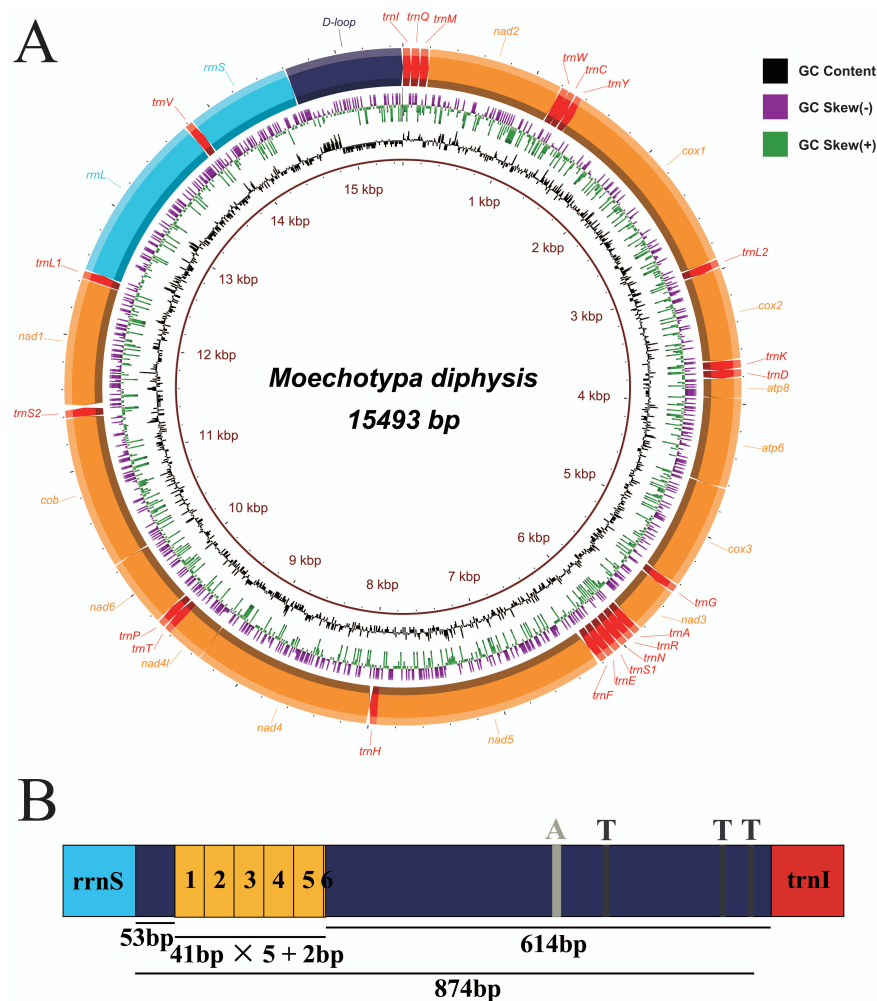 A
D-loop
trnI
trnQ
trnM
nad2
trnW
trnC
trnY
cox1
trnL2
cox2
trnK
trnD
atp8
atp6
cox3
trnG
nad3
trnA
trnR
trnN
trnS1
trnE
trnF
nad5
trnH
nad4
nad4l
trnT
trnP
nad6
cob
trnS2
nad1
trnL1
rrnL
trnV
rrnS
GC Content
GC Skew(-)
GC Skew(+)
1 kbp
2 kbp
3 kbp
4 kbp
5 kbp
6 kbp
7 kbp
8 kbp
9 kbp
10 kbp
11 kbp
12 kbp
13 kbp
14 kbp
15 kbp
Moechotypa diphysis
15493 bp
B
A T T T
rrnS 1 2 3 4 5 6 trnI
53bp
41bp × 5 + 2bp
614bp
874bp